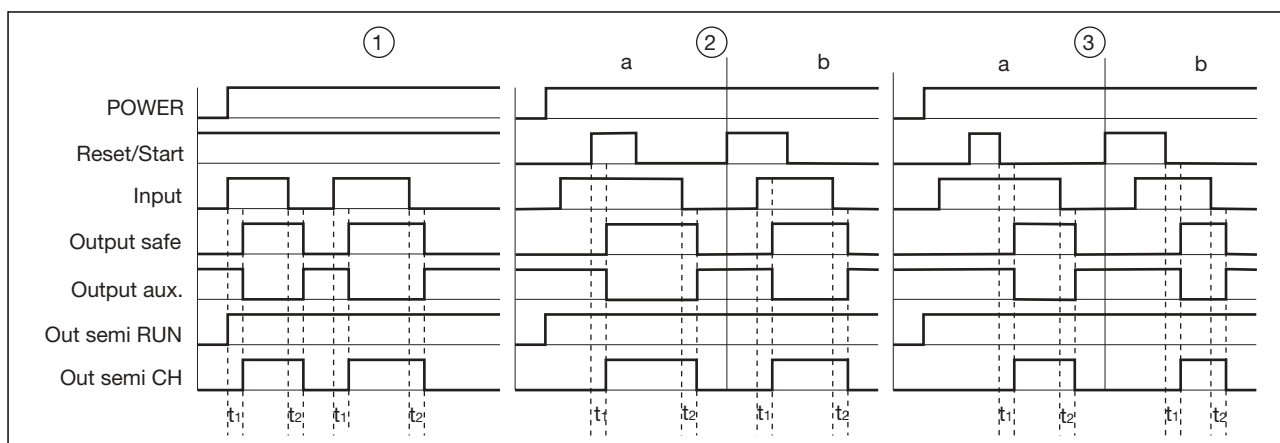 ① ② ③
a b a b
POWER
Reset/Start
Input
Output safe
Output aux.
Out semi RUN
Out semi CH
t1 t2 t1 t2 t1 t2 t1 t2 t1 t2 t1 t2